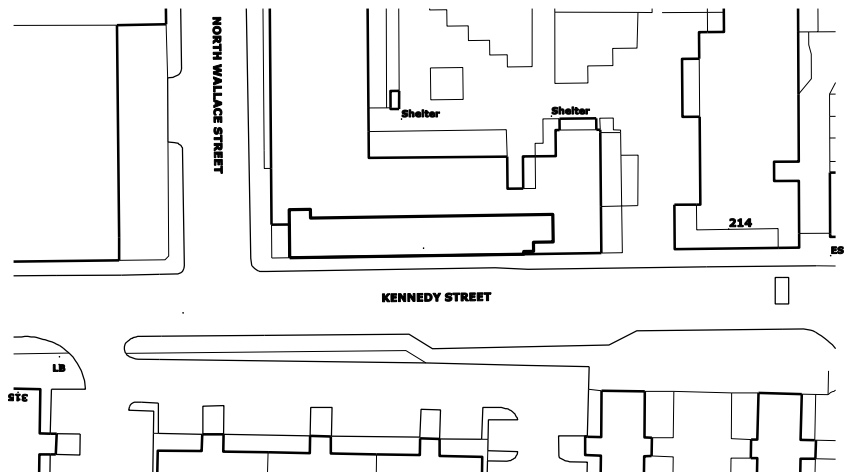 NORTH WALLACE STREET
Shelter
Shelter
214
ES
KENNEDY STREET
LB
315